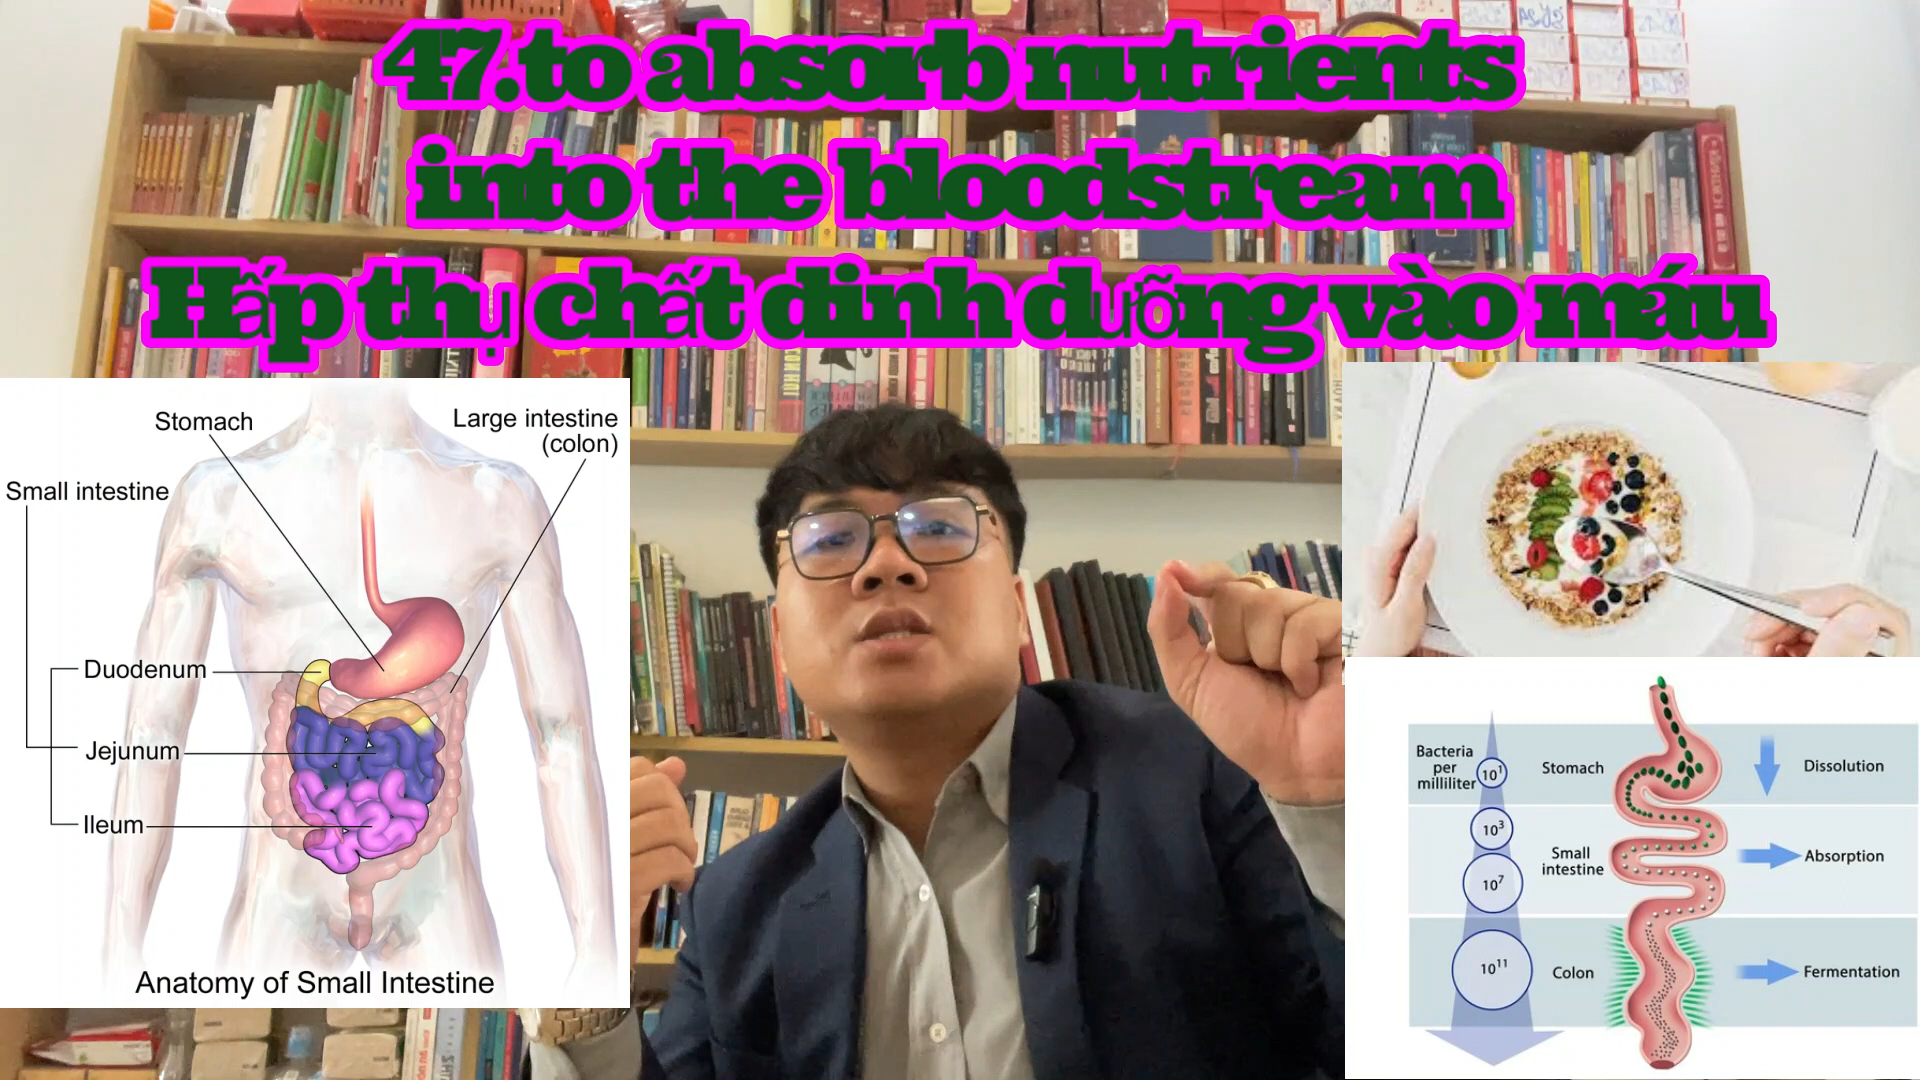 47.to absorb nutrients
into the bloodstream
Hấp thụ chất dinh dưỡng vào máu
Stomach
Large intestine
(colon)
Small intestine
Duodenum
Jejunum
Ileum
Anatomy of Small Intestine
Bacteria
per
milliliter
10¹
Stomach
Dissolution
10³
Small
intestine
Absorption
10⁷
10¹¹
Colon
Fermentation